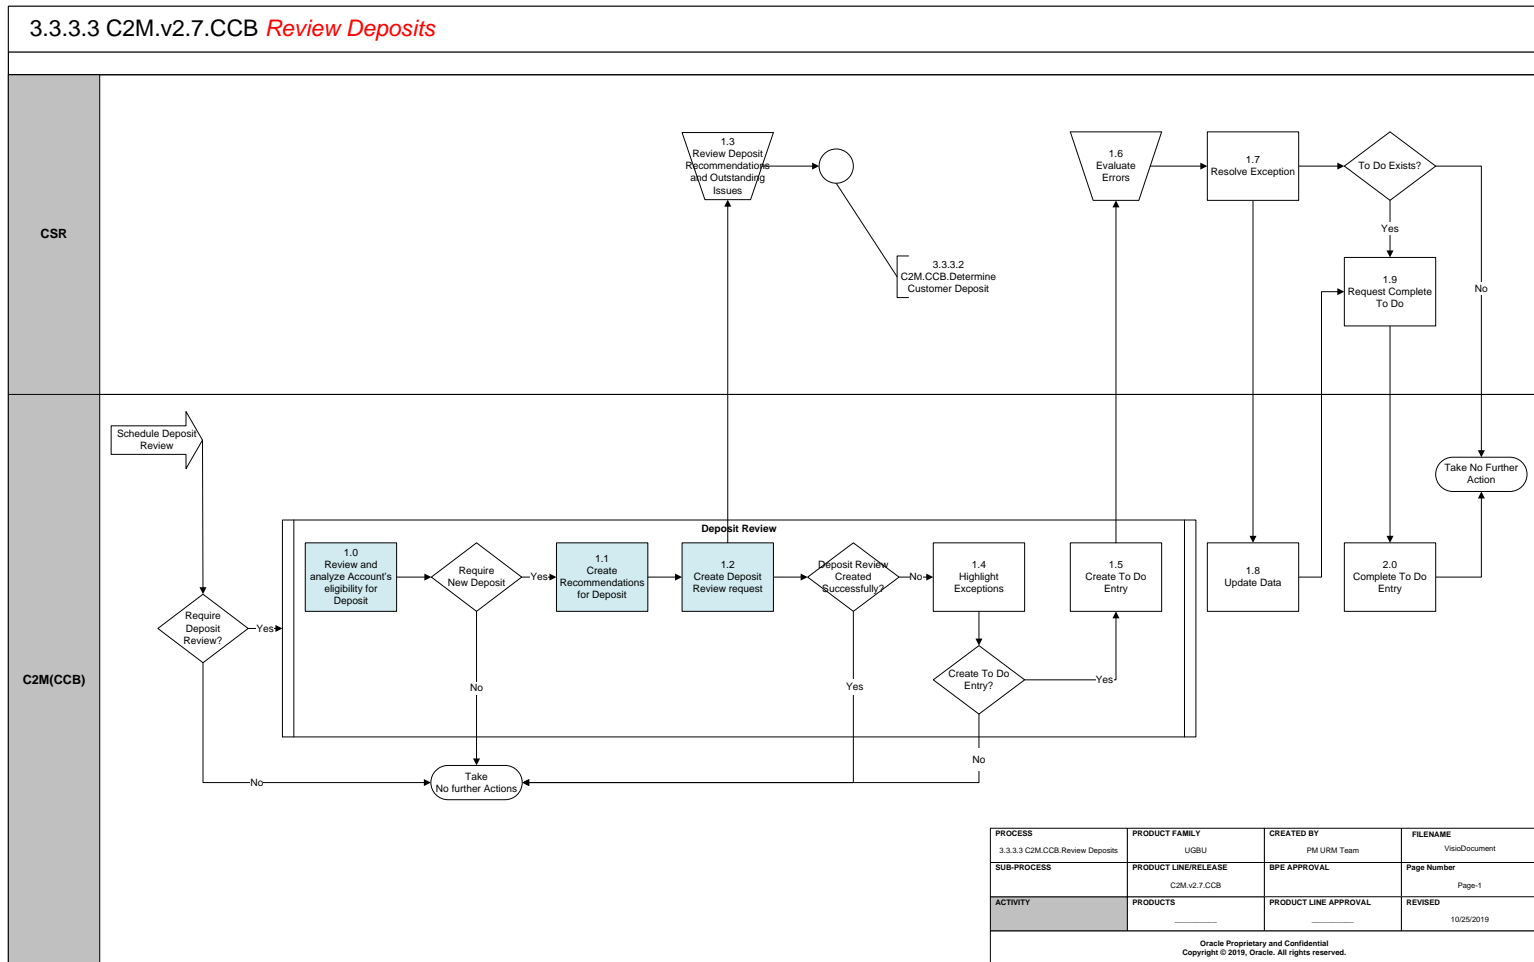 3.3.3.3 C2M.v2.7.CCB Review Deposits
CSR
1.3
Review Deposit
Recommendations
and Outstanding
Issues
3.3.3.2
C2M.CCB.Determine
Customer Deposit
1.6
Evaluate
Errors
1.7
Resolve Exception
To Do Exists?
Yes
No
1.9
Request Complete
To Do
C2M(CCB)
Schedule Deposit
Review
Require
Deposit
Review?
Yes
No
Deposit Review
1.0
Review and
analyze Account's
eligibility for
Deposit
Require
New Deposit
Yes
No
1.1
Create
Recommendations
for Deposit
1.2
Create Deposit
Review request
Deposit Review
Created
Successfully?
No
Yes
1.4
Highlight
Exceptions
Create To Do
Entry?
Yes
No
1.5
Create To Do
Entry
1.8
Update Data
2.0
Complete To Do
Entry
Take No Further
Action
Take
No further Actions
PROCESS
3.3.3.3 C2M.CCB.Review Deposits
PRODUCT FAMILY
UGBU
CREATED BY
PM URM Team
FILENAME
VisioDocument
SUB-PROCESS
PRODUCT LINE/RELEASE
C2M.v2.7.CCB
BPE APPROVAL
Page Number
Page-1
ACTIVITY
PRODUCTS
PRODUCT LINE APPROVAL
REVISED
10/25/2019
Oracle Proprietary and Confidential
Copyright © 2019, Oracle. All rights reserved.